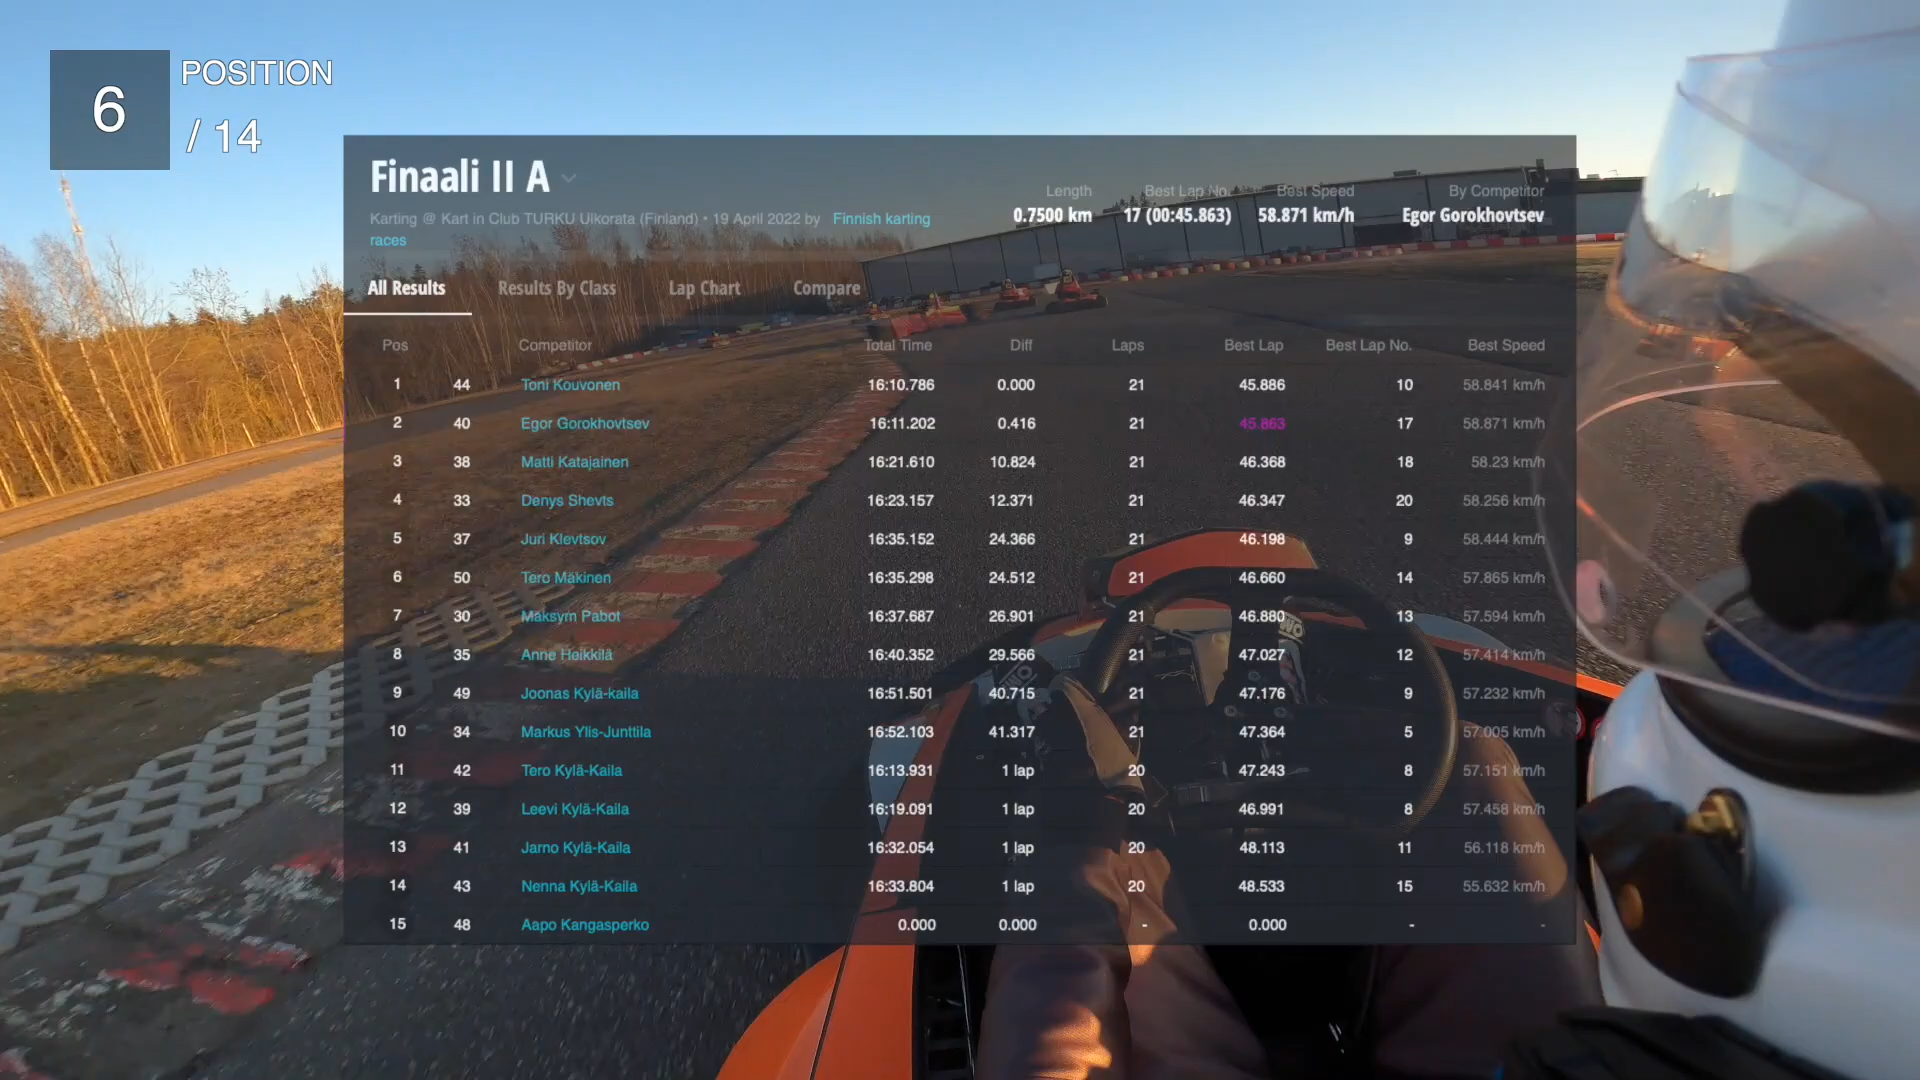 6
POSITION
/ 14
Finaali II A
Karting @ Kart in Club TURKU Ulkorata (Finland) • 19 April 2022 by Finnish karting
races
Length Best Lap No. Best Speed By Competitor
0.7500 km 17 (00:45.863) 58.871 km/h Egor Gorokhovtsev
All Results Results By Class Lap Chart Compare
Pos Competitor Total Time Diff Laps Best Lap Best Lap No. Best Speed
1 44 Toni Kouvonen 16:10.786 0.000 21 45.886 10 58.841 km/h
2 40 Egor Gorokhovtsev 16:11.202 0.416 21 45.863 17 58.871 km/h
3 38 Matti Katajainen 16:21.610 10.824 21 46.368 18 58.23 km/h
4 33 Denys Shevts 16:23.157 12.371 21 46.347 20 58.256 km/h
5 37 Juri Klevtsov 16:35.152 24.366 21 46.198 9 58.444 km/h
6 50 Tero Mäkinen 16:35.298 24.512 21 46.660 14 57.865 km/h
7 30 Maksym Pabot 16:37.687 26.901 21 46.880 13 57.594 km/h
8 35 Anne Heikkilä 16:40.352 29.566 21 47.027 12 57.414 km/h
9 49 Joonas Kylä-kaila 16:51.501 40.715 21 47.176 9 57.232 km/h
10 34 Markus Ylis-Junttila 16:52.103 41.317 21 47.364 5 57.005 km/h
11 42 Tero Kylä-Kaila 16:13.931 1 lap 20 47.243 8 57.151 km/h
12 39 Leevi Kylä-Kaila 16:19.091 1 lap 20 46.991 8 57.458 km/h
13 41 Jarno Kylä-Kaila 16:32.054 1 lap 20 48.113 11 56.118 km/h
14 43 Nenna Kylä-Kaila 16:33.804 1 lap 20 48.533 15 55.632 km/h
15 48 Aapo Kangasperko 0.000 0.000 - 0.000 - -